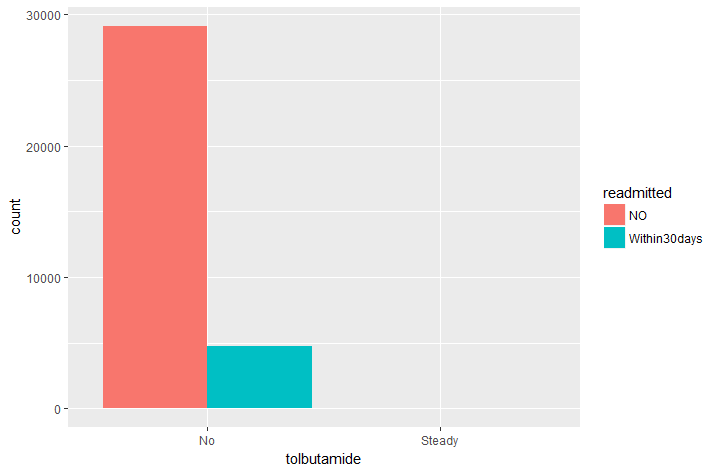 30000
20000
10000
0
count
No
Steady
tolbutamide
readmitted
NO
Within30days